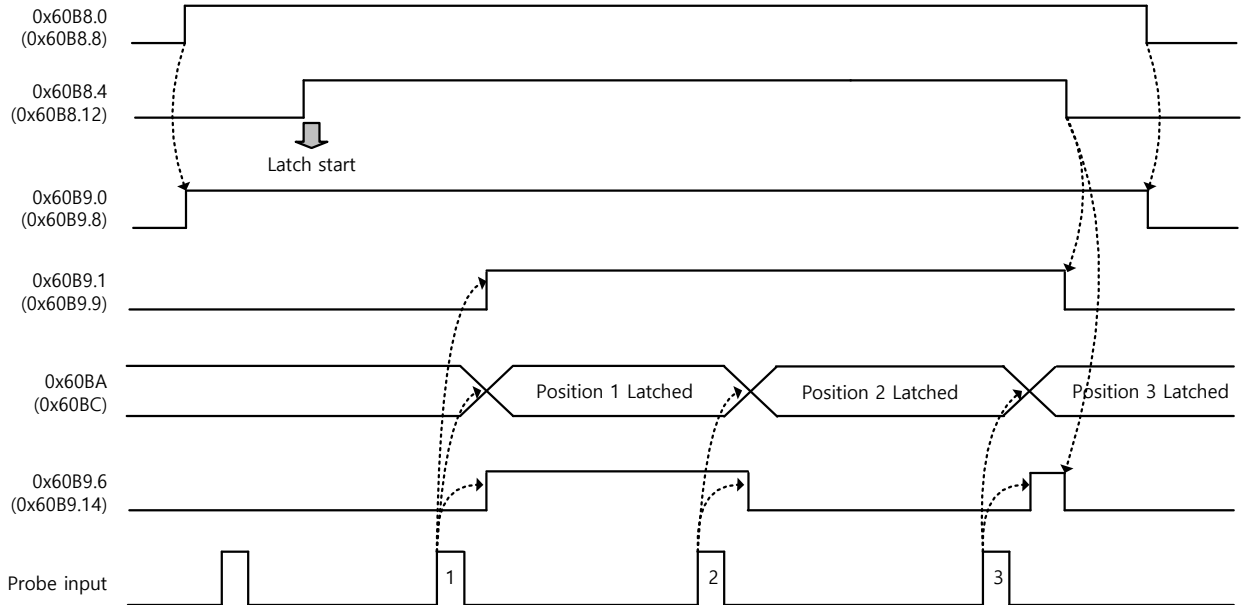 0x60B8.0
(0x60B8.8)
0x60B8.4
(0x60B8.12)
Latch start
0x60B9.0
(0x60B9.8)
0x60B9.1
(0x60B9.9)
0x60BA
(0x60BC)
Position 1 Latched
Position 2 Latched
Position 3 Latched
0x60B9.6
(0x60B9.14)
Probe input
1
2
3